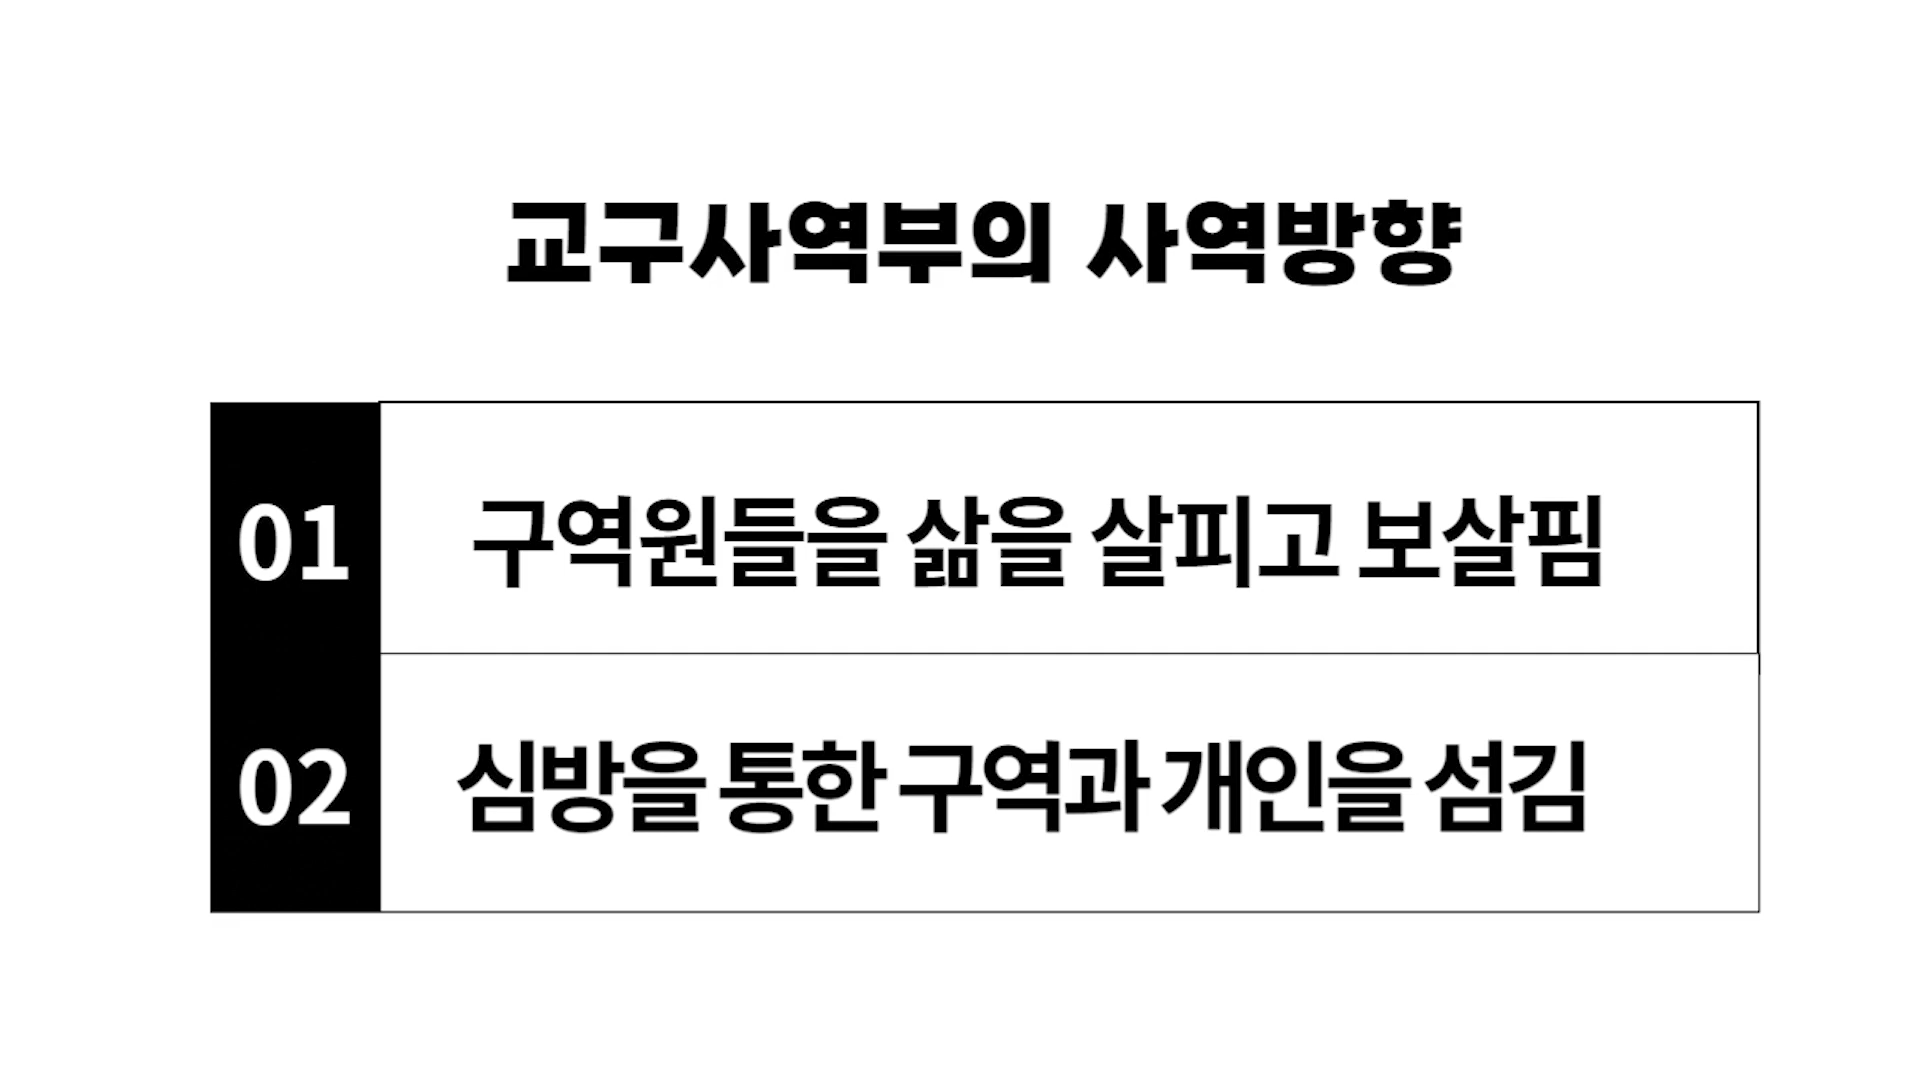 교구사역부의 사역방향
01 구역원들을 삶을 살피고 보살핌
02 심방을 통한 구역과 개인을 섬김